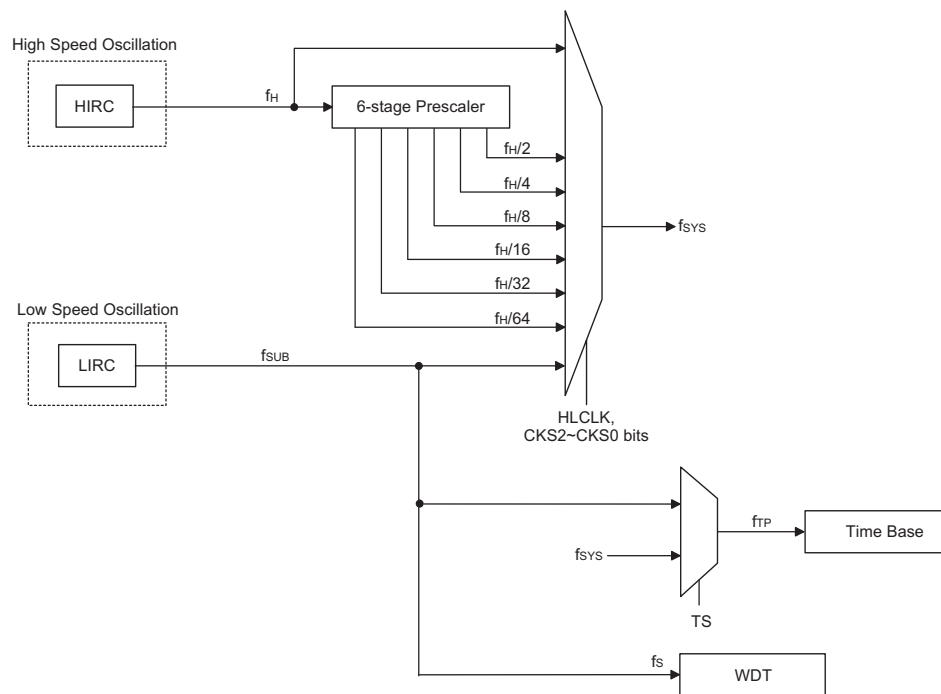 High Speed Oscillation
HIRC
fH
6-stage Prescaler
fH/2
fH/4
fH/8
fH/16
fH/32
fH/64
fSYS
Low Speed Oscillation
LIRC
fSUB
HLCLK,
CKS2~CKS0 bits
fTP
Time Base
fSYS
TS
fS
WDT